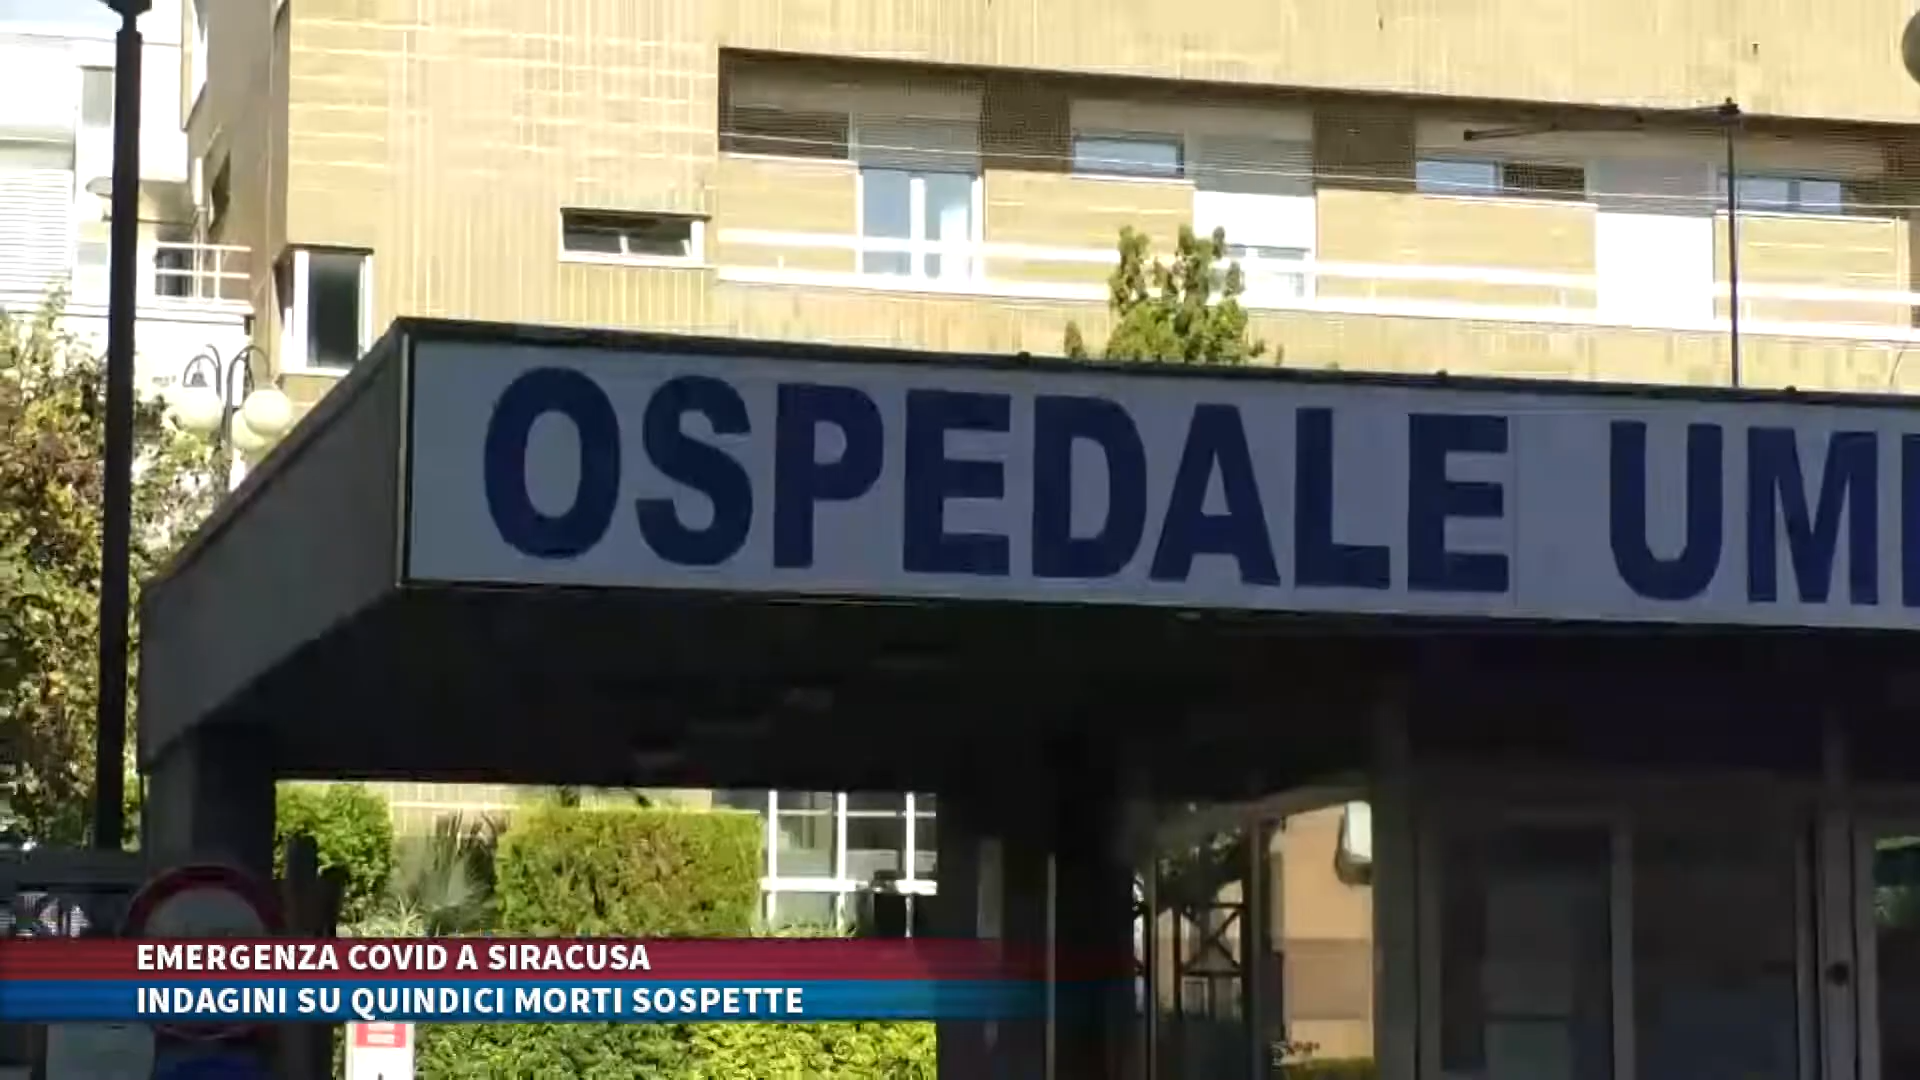 OSPEDALE UM
EMERGENZA COVID A SIRACUSA
INDAGINI SU QUINDICI MORTI SOSPETTE